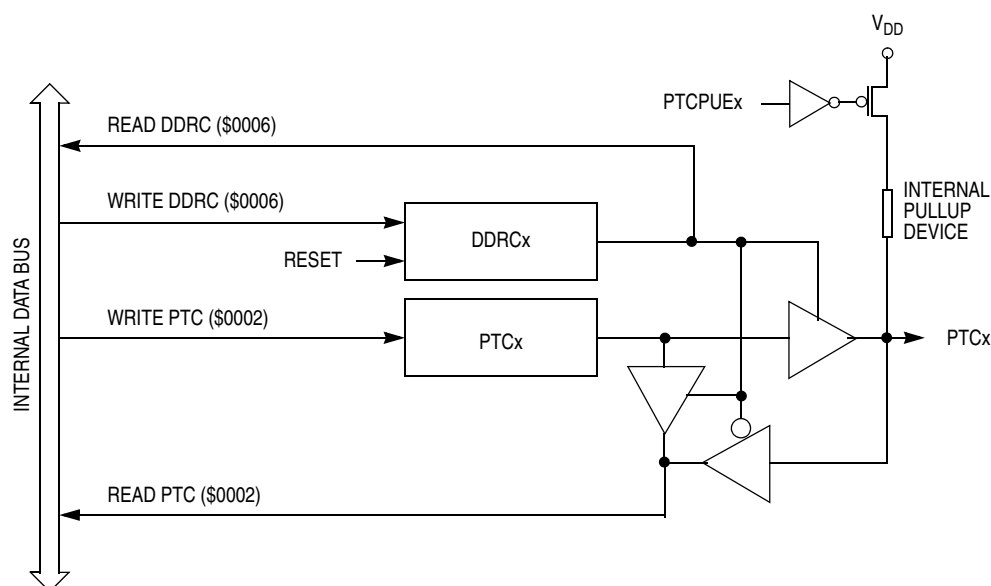 VDD
PTCPUEx
READ DDRC ($0006)
WRITE DDRC ($0006)
INTERNAL
PULLUP
DEVICE
DDRCx
RESET
WRITE PTC ($0002)
PTCx
PTCx
INTERNAL DATA BUS
READ PTC ($0002)